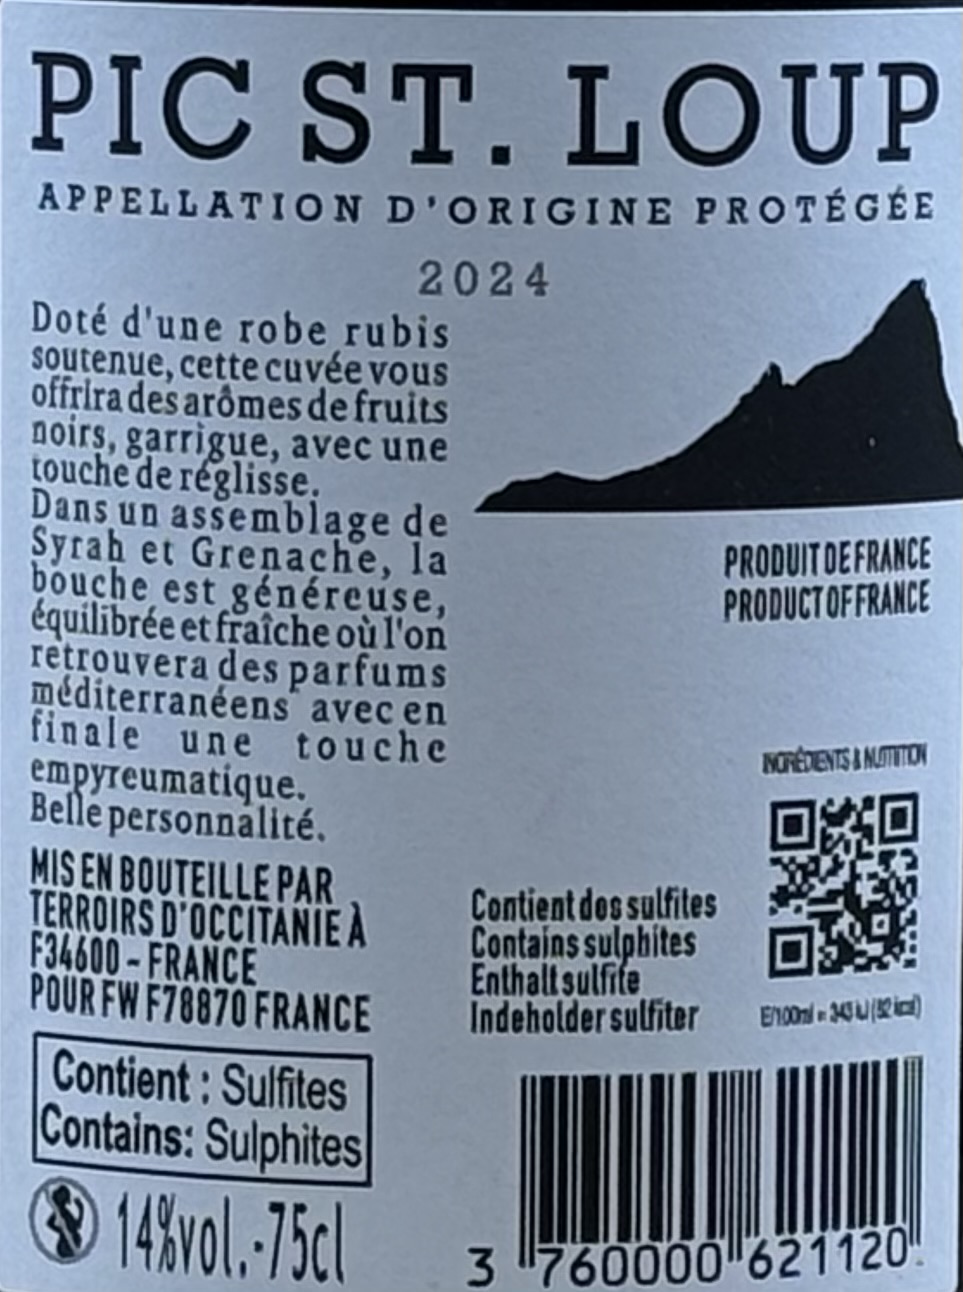 PIC ST. LOUP
APPELLATION D'ORIGINE PROTÉGÉE
2024
Doté d'une robe rubis
soutenue, cette cuvée vous
offrira des arômes de fruits
noirs, garrigue, avec une
touche de réglisse.
Dans un assemblage de
Syrah et Grenache, la
bouche est généreuse,
équilibrée et fraîche où l'on
retrouvera des parfums
méditerranéens avec en
finale une touche
empyreumatique.
Belle personnalité.
MIS EN BOUTEILLE PAR
TERROIRS D'OCCITANIE À
F34600 - FRANCE
POUR FW F78870 FRANCE
Contient : Sulfites
Contains: Sulphites
14%vol.-75cl
PRODUIT DE FRANCE
PRODUCT OF FRANCE
INGRÉDIENTS & NUTRITION
Contient des sulfites
Contains sulphites
Enthalt sulfite
Indeholder sulfiter
E/100ml = 343 kJ (82 kcal)
3 760000 621120